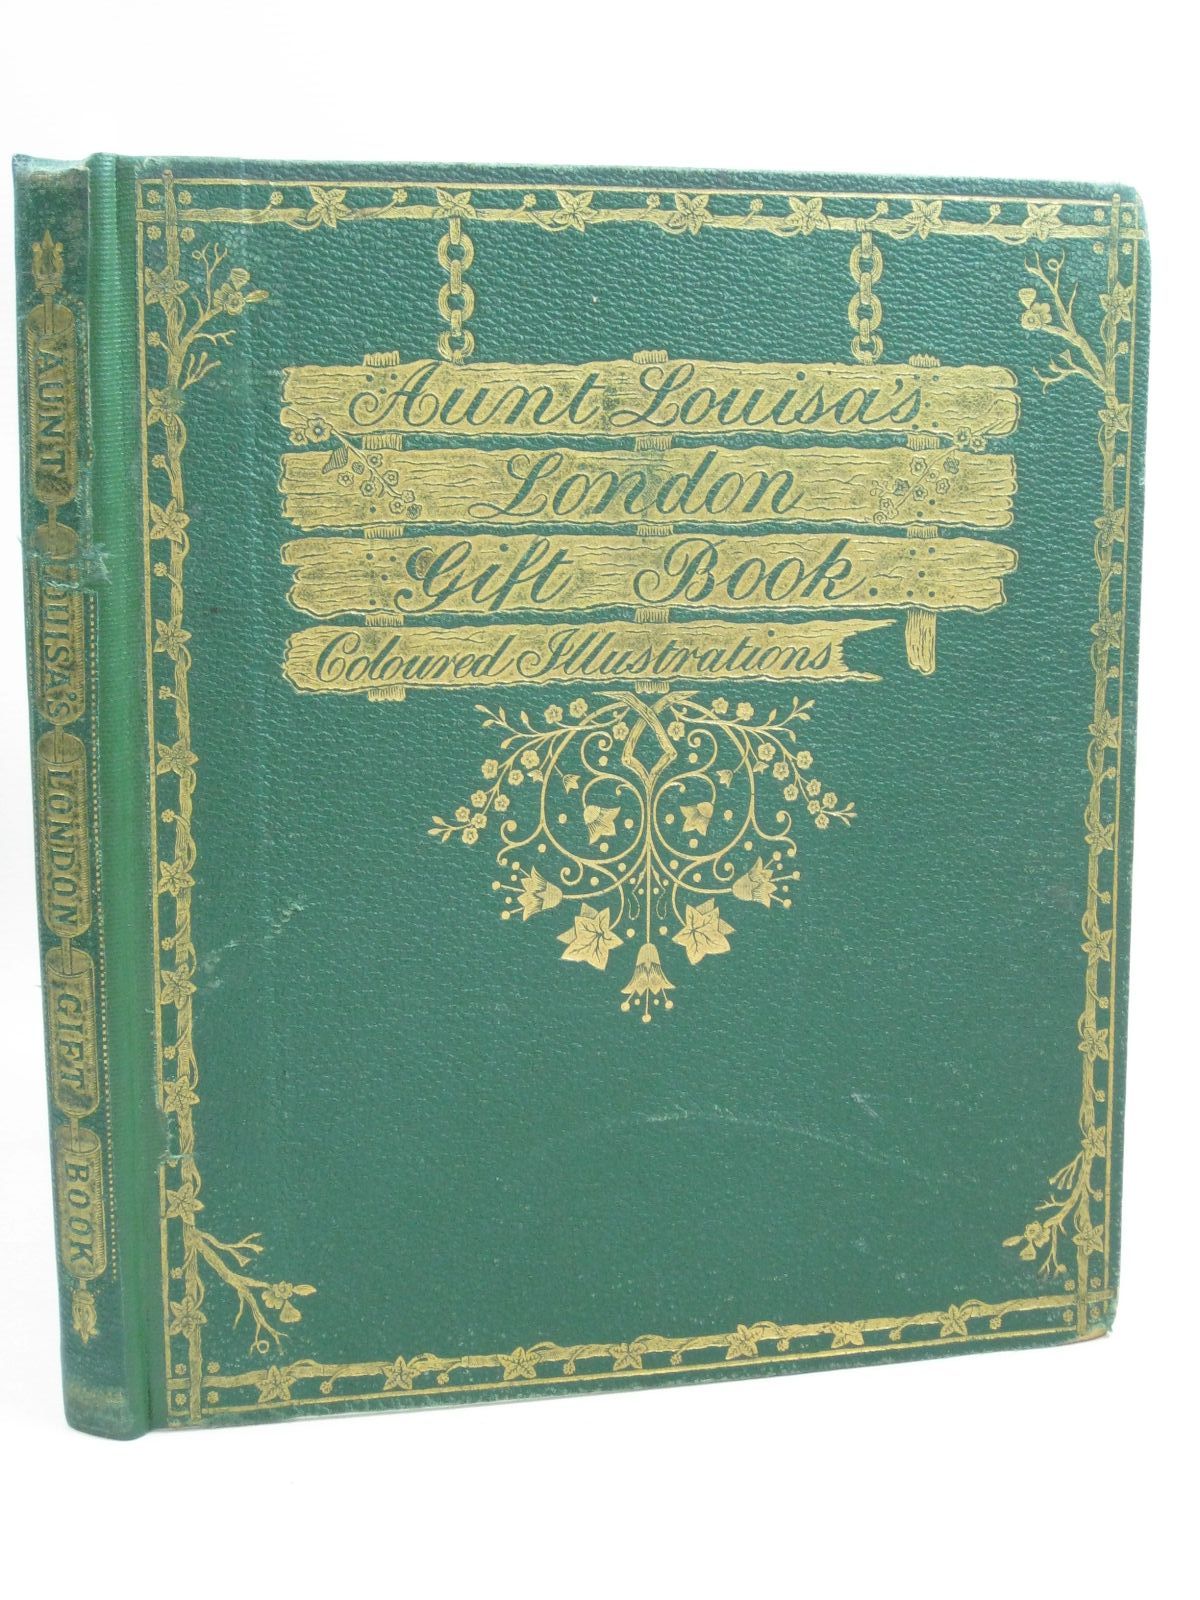 Aunt Louisa's
London
Gift Book
Coloured Illustrations
AUNT LOUISA'S LONDON GIFT BOOK